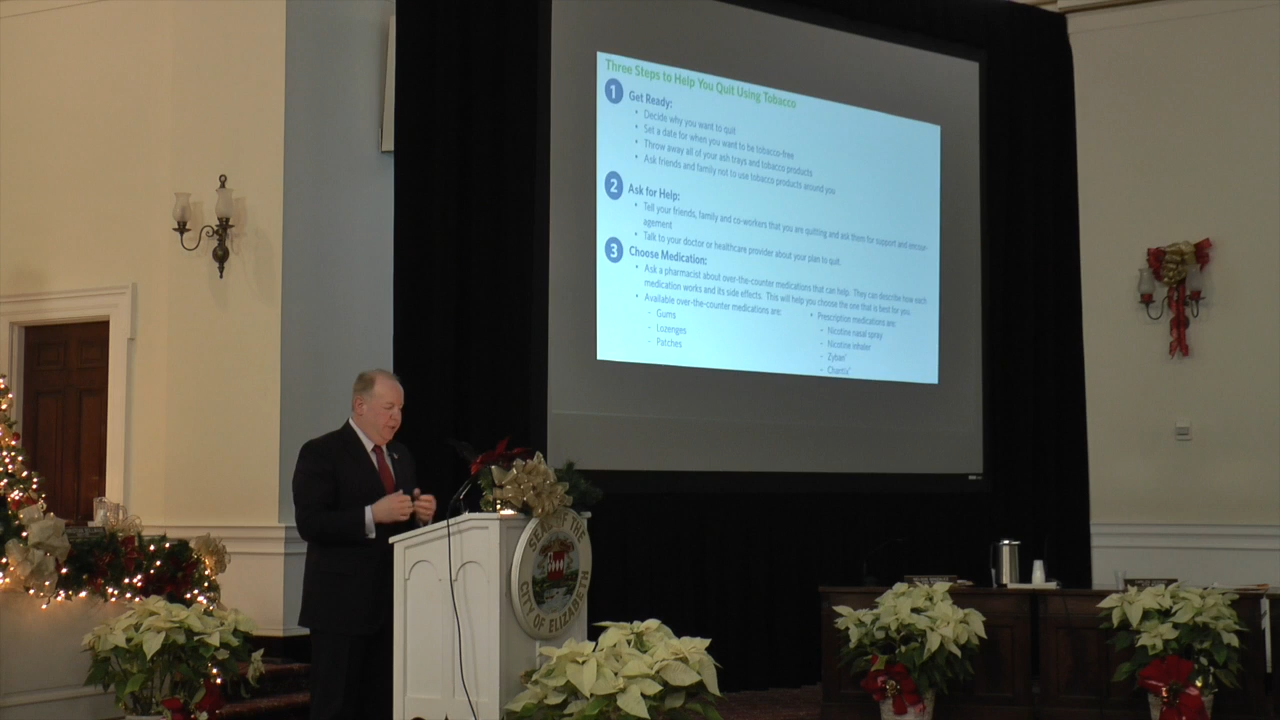 Three Steps to Help You Quit Using Tobacco
1 Get Ready:
• Decide why you want to quit
• Set a date for when you want to be tobacco-free
• Throw away all of your ash trays and tobacco products
• Ask friends and family not to use tobacco products around you
2 Ask for Help:
• Tell your friends, family and co-workers that you are quitting and ask them for support and encour-
agement
• Talk to your doctor or healthcare provider about your plan to quit.
3 Choose Medication:
• Ask a pharmacist about over-the-counter medications that can help. They can describe how each
medication works and its side effects. This will help you choose the one that is best for you.
• Available over-the-counter medications are:
- Gums
- Lozenges
- Patches
• Prescription medications are:
- Nicotine nasal spray
- Nicotine inhaler
- Zyban
- Chantix
SEAL OF THE
CITY OF ELIZABETH